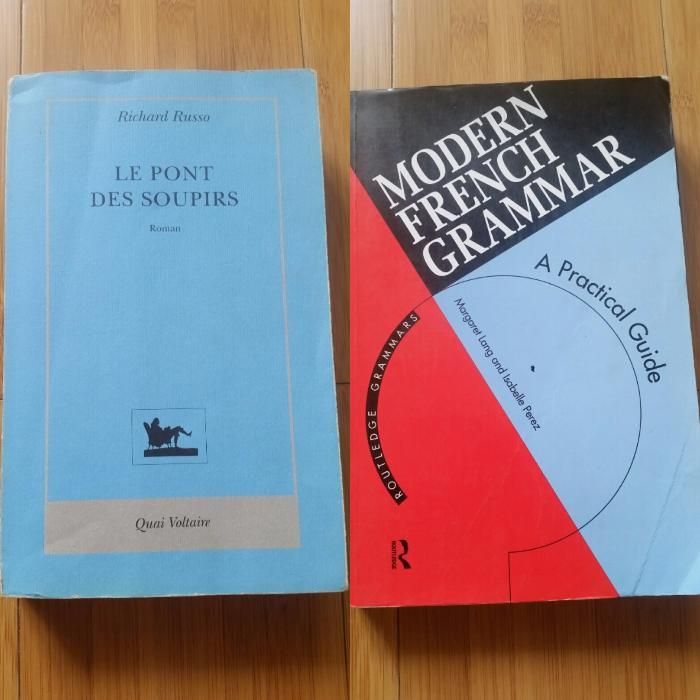 Richard Russo
LE PONT
DES SOUPIRS
Roman
Quai Voltaire
MODERN
FRENCH
GRAMMAR
A Practical Guide
Margaret Lang and Isabelle Perez
ROUTLEDGE GRAMMARS
ROUTLEDGE